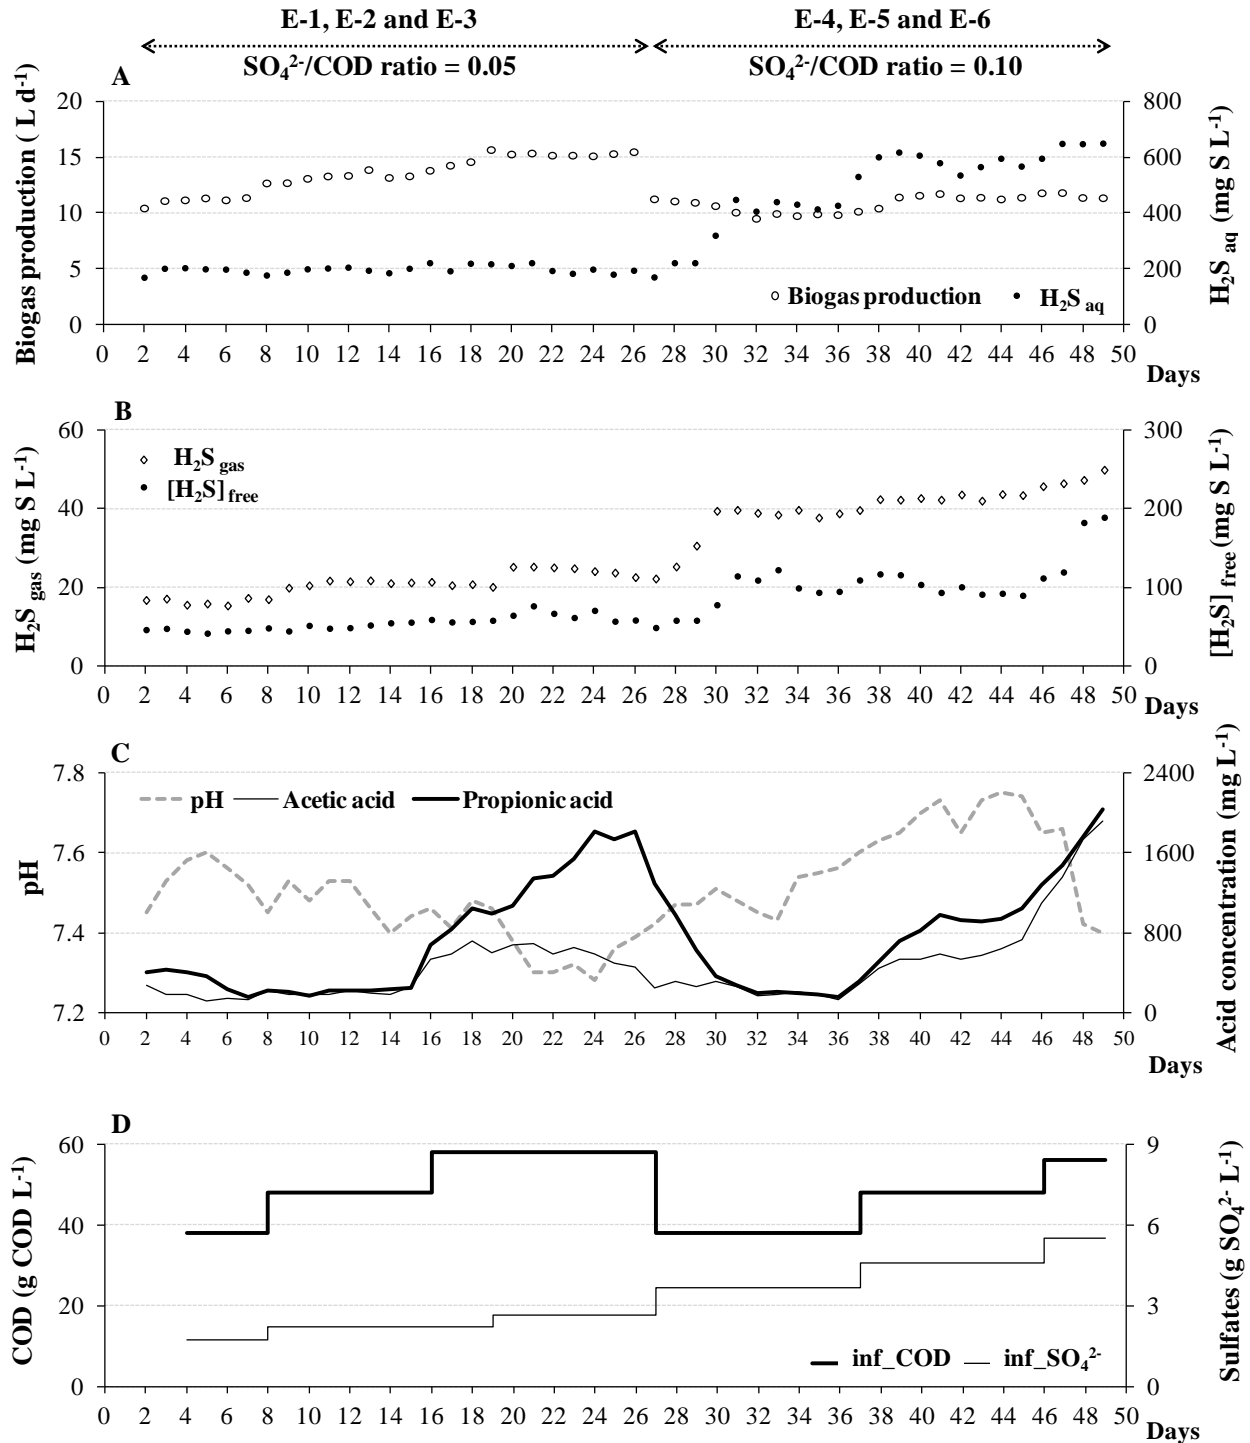 E-1, E-2 and E-3 E-4, E-5 and E-6
SO₄²⁻/COD ratio = 0.05 SO₄²⁻/COD ratio = 0.10
A
Biogas production ( L d⁻¹)
20
15
10
5
0
800
600
400
200
0
H₂S aq (mg S L⁻¹)
Biogas production H₂S aq
0 2 4 6 8 10 12 14 16 18 20 22 24 26 28 30 32 34 36 38 40 42 44 46 48 50
Days
B
H₂S gas (mg S L⁻¹)
60
40
20
0
300
200
100
0
[H₂S] free (mg S L⁻¹)
H₂S gas
[H₂S] free
0 2 4 6 8 10 12 14 16 18 20 22 24 26 28 30 32 34 36 38 40 42 44 46 48 50
Days
C
pH
7.8
7.6
7.4
7.2
2400
1600
800
0
Acid concentration (mg L⁻¹)
pH Acetic acid Propionic acid
0 2 4 6 8 10 12 14 16 18 20 22 24 26 28 30 32 34 36 38 40 42 44 46 48 50
Days
D
COD (g COD L⁻¹)
60
40
20
0
9
6
3
0
Sulfates (g SO₄²⁻ L⁻¹)
inf_COD inf_SO₄²⁻
0 2 4 6 8 10 12 14 16 18 20 22 24 26 28 30 32 34 36 38 40 42 44 46 48 50
Days